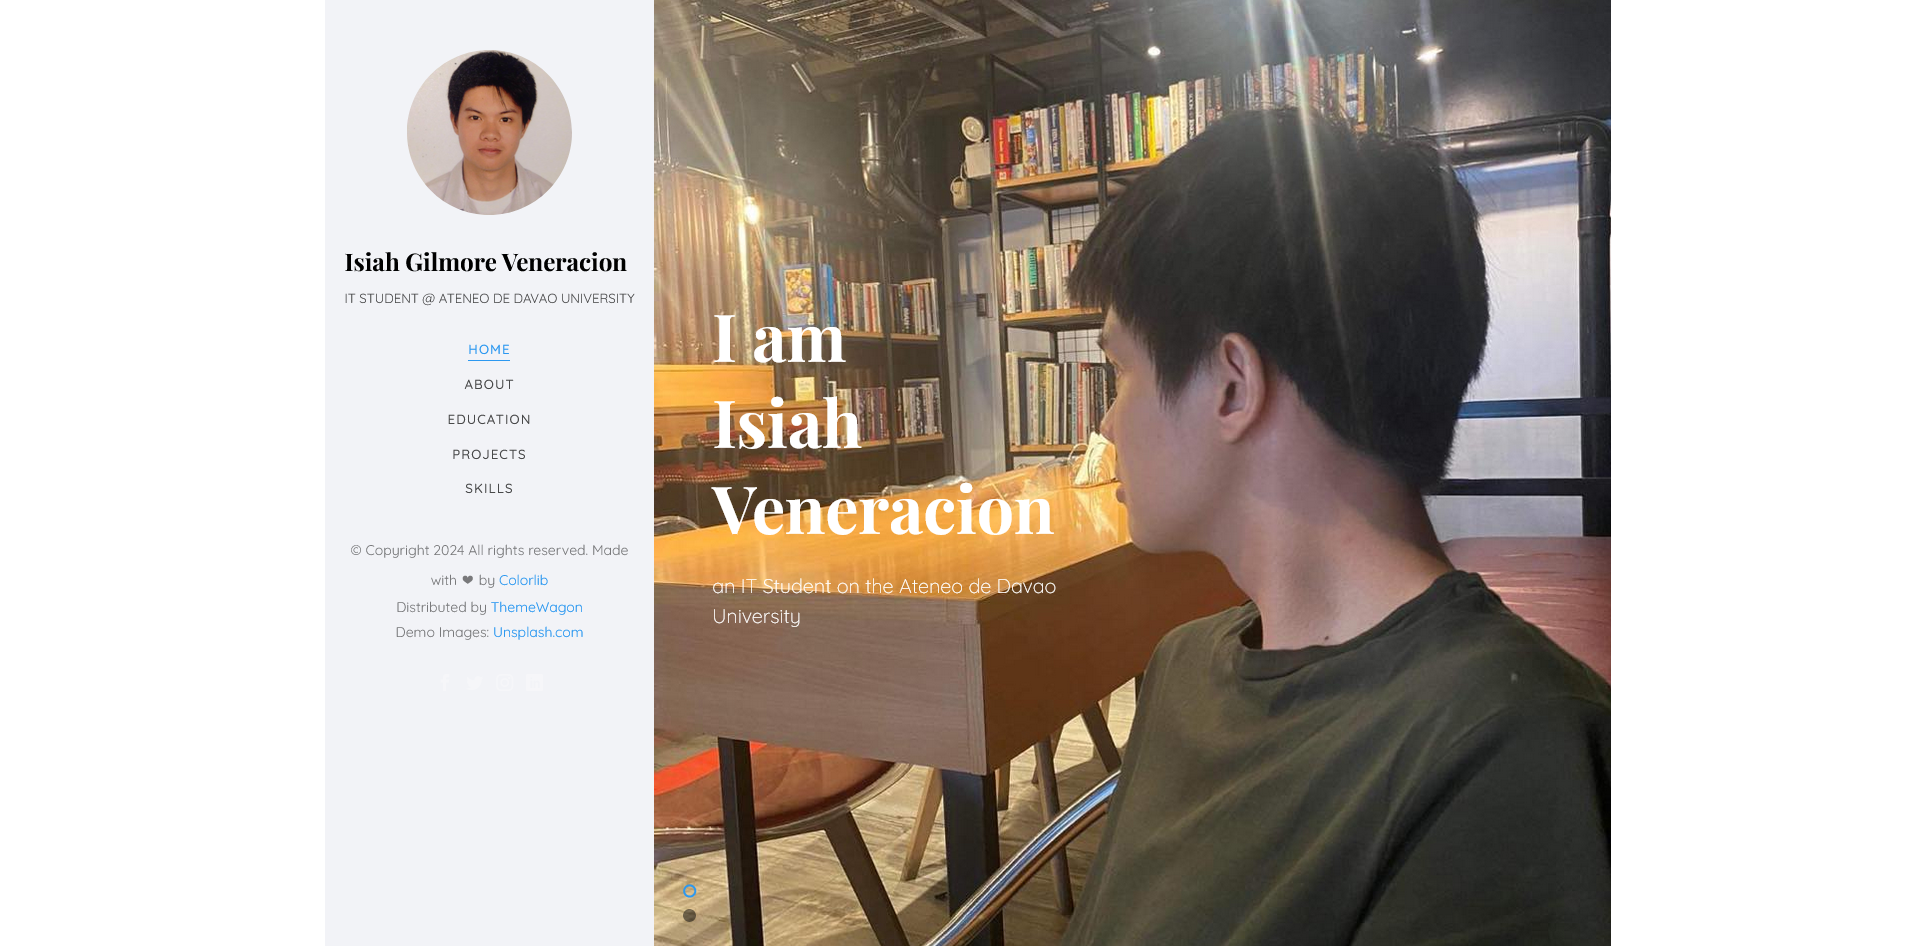 Isiah Gilmore Veneracion
IT STUDENT @ ATENEO DE DAVAO UNIVERSITY
HOME
ABOUT
EDUCATION
PROJECTS
SKILLS
© Copyright 2024 All rights reserved. Made
with ❤ by Colorlib
Distributed by ThemeWagon
Demo Images: Unsplash.com
I am
Isiah
Veneracion
an IT Student on the Ateneo de Davao
University